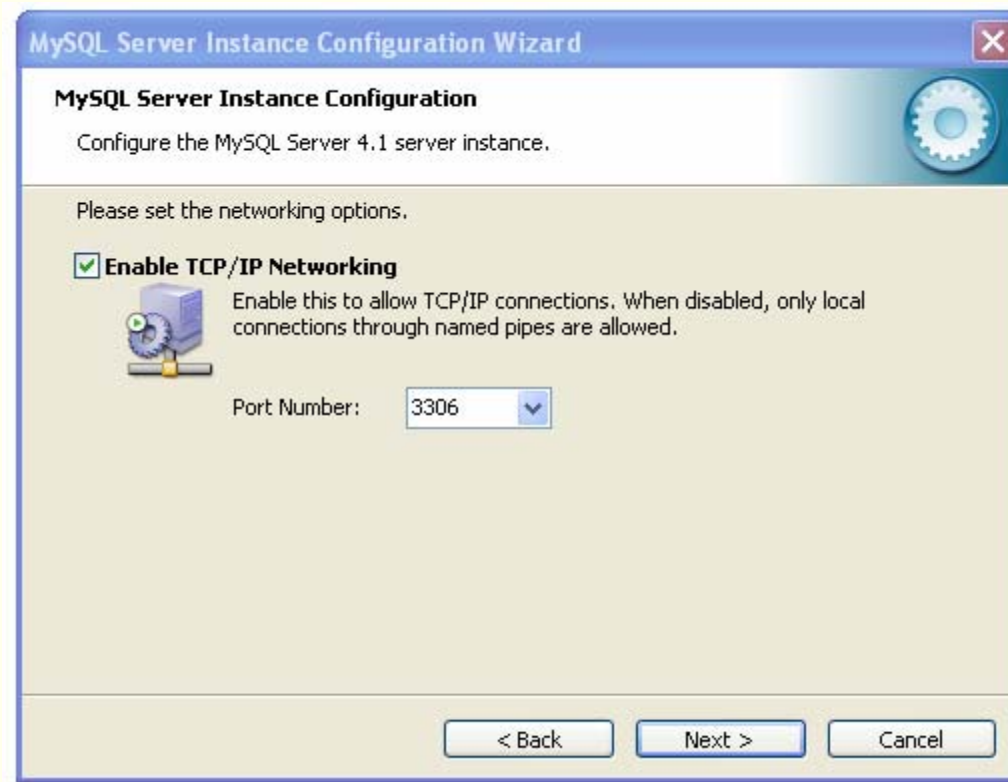 MySQL Server Instance Configuration Wizard
MySQL Server Instance Configuration
Configure the MySQL Server 4.1 server instance.
Please set the networking options.
Enable TCP/IP Networking
Enable this to allow TCP/IP connections. When disabled, only local
connections through named pipes are allowed.
Port Number: 3306
< Back Next > Cancel